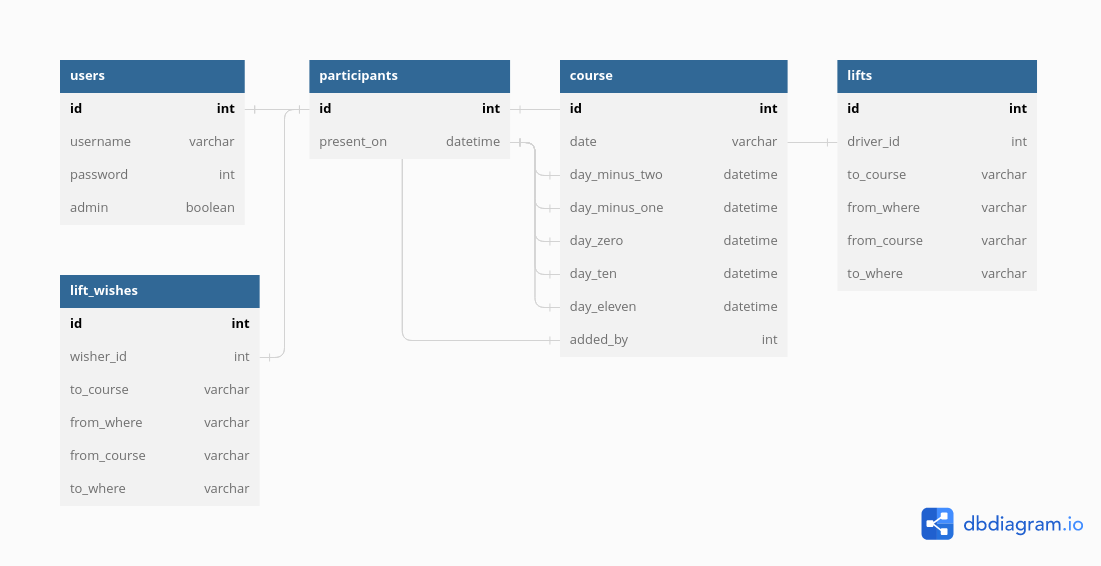 users
id int
username varchar
password int
admin boolean
participants
id int
present_on datetime
course
id int
date varchar
day_minus_two datetime
day_minus_one datetime
day_zero datetime
day_ten datetime
day_eleven datetime
added_by int
lifts
id int
driver_id int
to_course varchar
from_where varchar
from_course varchar
to_where varchar
lift_wishes
id int
wisher_id int
to_course varchar
from_where varchar
from_course varchar
to_where varchar
dbdiagram.io